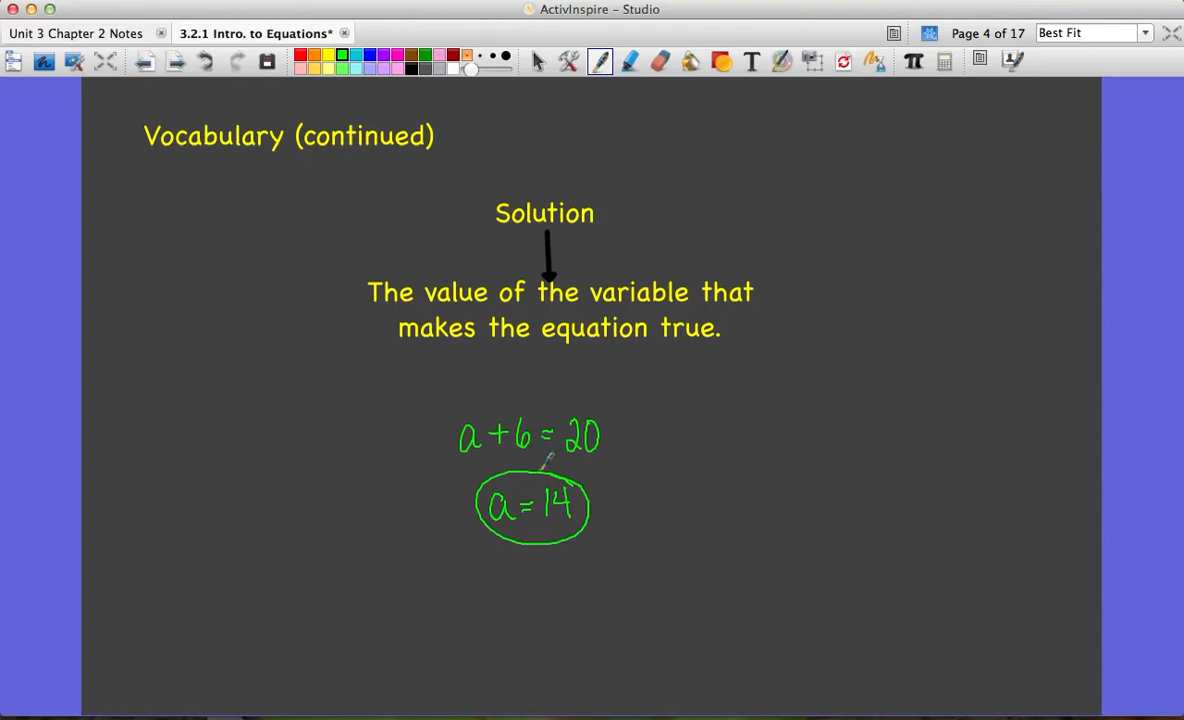 ActivInspire - Studio
Unit 3 Chapter 2 Notes
3.2.1 Intro. to Equations*
Page 4 of 17
Best Fit
Vocabulary (continued)
Solution
The value of the variable that
makes the equation true.
a + 6 = 20
a = 14